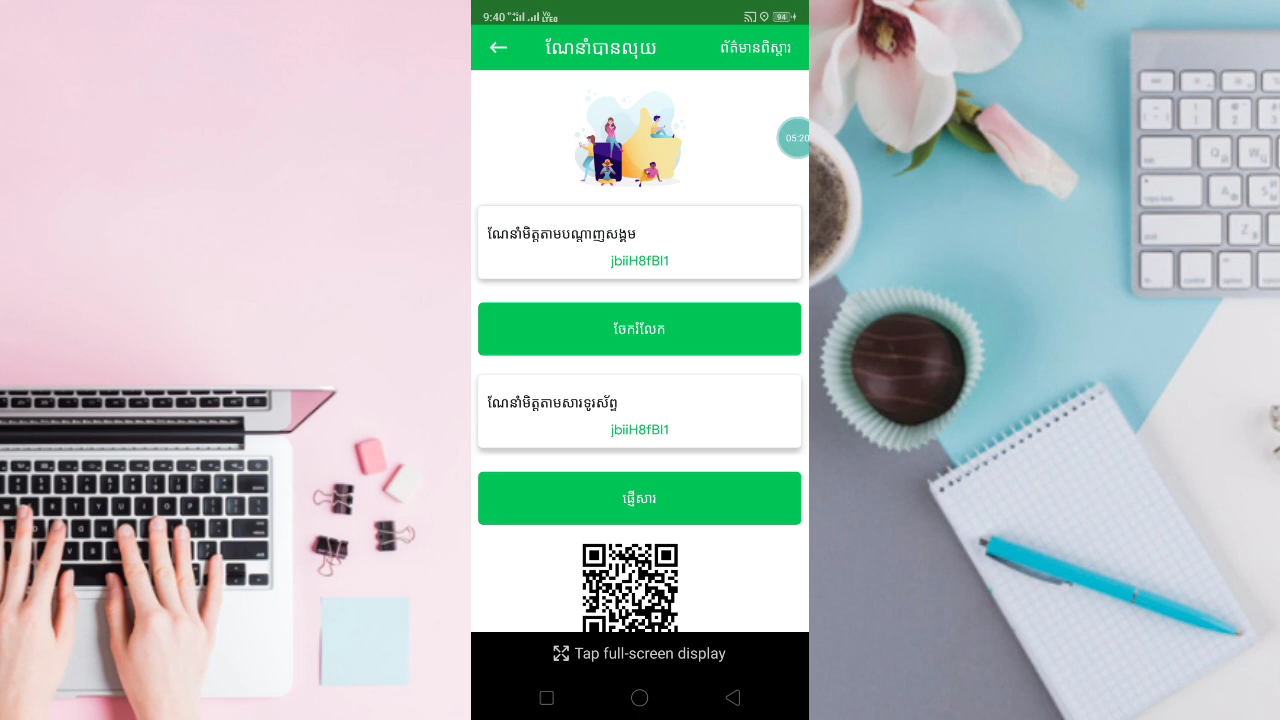 9:40
94
ណែនាំបានលុយ
ព័ត៌មានពិស្តារ
05:20
ណែនាំមិត្តតាមបណ្តាញសង្គម
jbiiH8fBI1
ចែករំលែក
ណែនាំមិត្តតាមសារទូរស័ព្ទ
jbiiH8fBI1
ផ្ញើសារ
Tap full-screen display